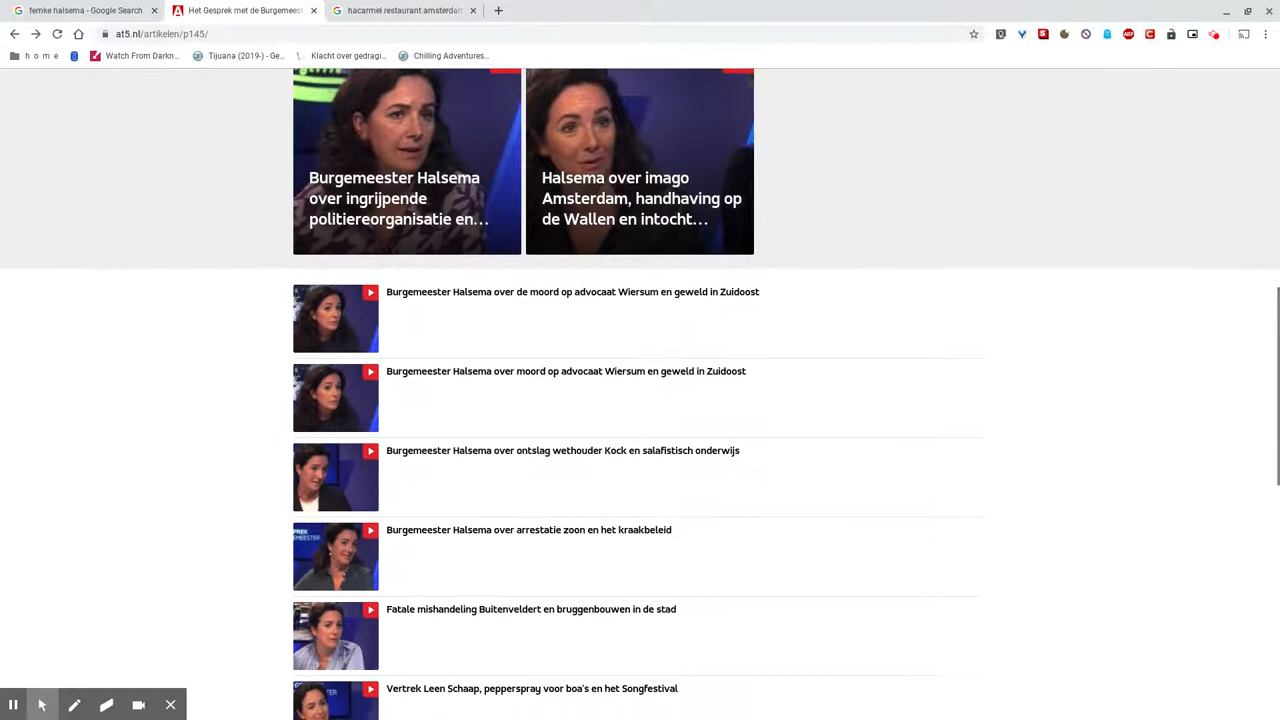 femke halsema - Google Search
Het Gesprek met de Burgemeest
hacarmel restaurant amsterdam
at5.nl/artikelen/p145/
h o m e
Watch From Darkn...
Tijuana (2019-) - Ge...
Klacht over gedragi...
Chilling Adventures...
Burgemeester Halsema
over ingrijpende
politiereorganisatie en...
Halsema over imago
Amsterdam, handhaving op
de Wallen en intocht...
Burgemeester Halsema over de moord op advocaat Wiersum en geweld in Zuidoost
Burgemeester Halsema over moord op advocaat Wiersum en geweld in Zuidoost
Burgemeester Halsema over ontslag wethouder Kock en salafistisch onderwijs
Burgemeester Halsema over arrestatie zoon en het kraakbeleid
Fatale mishandeling Buitenveldert en bruggenbouwen in de stad
Vertrek Leen Schaap, pepperspray voor boa's en het Songfestival